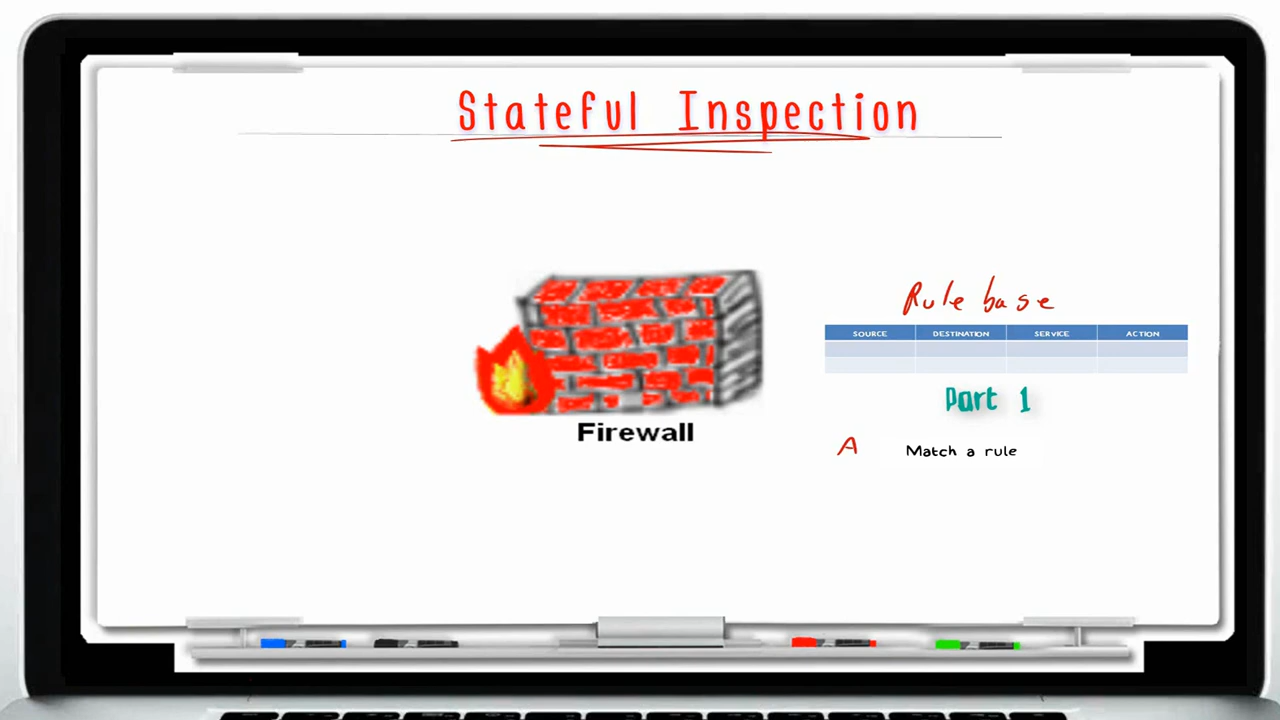 Stateful Inspection
Firewall
Rule base
SOURCE DESTINATION SERVICE ACTION
Part 1
A Match a rule